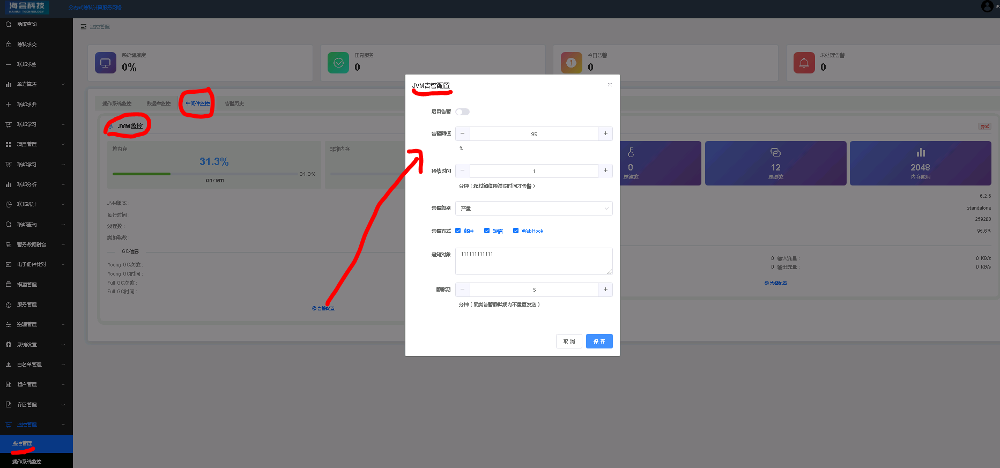 海会科技
HAIHUI TECHNOLOGY
分布式隐私计算服务网络
隐匿查询
隐私求交
联邦求差
单方算法
联邦求并
联邦学习
项目管理
联邦学习
联邦分析
联邦统计
联邦查询
警务数据融合
电子证件比对
模型管理
服务管理
资源管理
系统设置
白名单管理
租户管理
存证管理
监控管理
监控管理
操作系统监控
监控管理
系统健康度
0%
正常服务
0
今日告警
0
未处理告警
0
操作系统监控 数据库监控 中间件监控 告警历史
JVM监控
堆内存
31.3%
31.3%
470 / 1500
非堆内存
JVM版本：
运行时间：
线程数：
类加载数：
GC信息
Young GC次数：
Young GC时间：
Full GC次数：
Full GC时间：
告警配置
JVM告警配置
启用告警
告警阈值 95
%
持续时间 1
分钟（超过阈值持续该时间才告警）
告警级别 严重
告警方式 邮件 短信 WebHook
通知对象 111111111111
静默期 5
分钟（同类告警静默期内不重复发送）
取 消 保 存
异常
0
总键数
12
连接数
2048
内存使用
6.2.6
standalone
259200
95.6%
0 输入流量： 0 KB/s
0 输出流量： 0 KB/s
告警配置